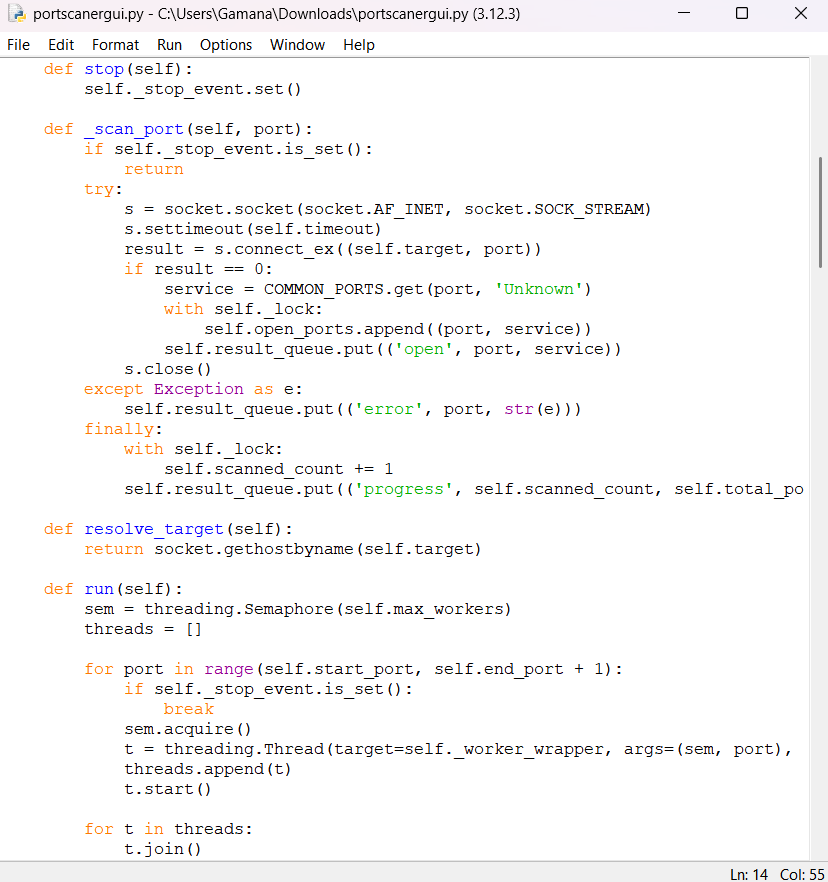 portscanergui.py - C:\Users\Gamana\Downloads\portscanergui.py (3.12.3)
File Edit Format Run Options Window Help
    def stop(self):
        self._stop_event.set()

    def _scan_port(self, port):
        if self._stop_event.is_set():
            return
        try:
            s = socket.socket(socket.AF_INET, socket.SOCK_STREAM)
            s.settimeout(self.timeout)
            result = s.connect_ex((self.target, port))
            if result == 0:
                service = COMMON_PORTS.get(port, 'Unknown')
                with self._lock:
                    self.open_ports.append((port, service))
                self.result_queue.put(('open', port, service))
            s.close()
        except Exception as e:
            self.result_queue.put(('error', port, str(e)))
        finally:
            with self._lock:
                self.scanned_count += 1
            self.result_queue.put(('progress', self.scanned_count, self.total_po

    def resolve_target(self):
        return socket.gethostbyname(self.target)

    def run(self):
        sem = threading.Semaphore(self.max_workers)
        threads = []

        for port in range(self.start_port, self.end_port + 1):
            if self._stop_event.is_set():
                break
            sem.acquire()
            t = threading.Thread(target=self._worker_wrapper, args=(sem, port),
            threads.append(t)
            t.start()

        for t in threads:
            t.join()
Ln: 14 Col: 55